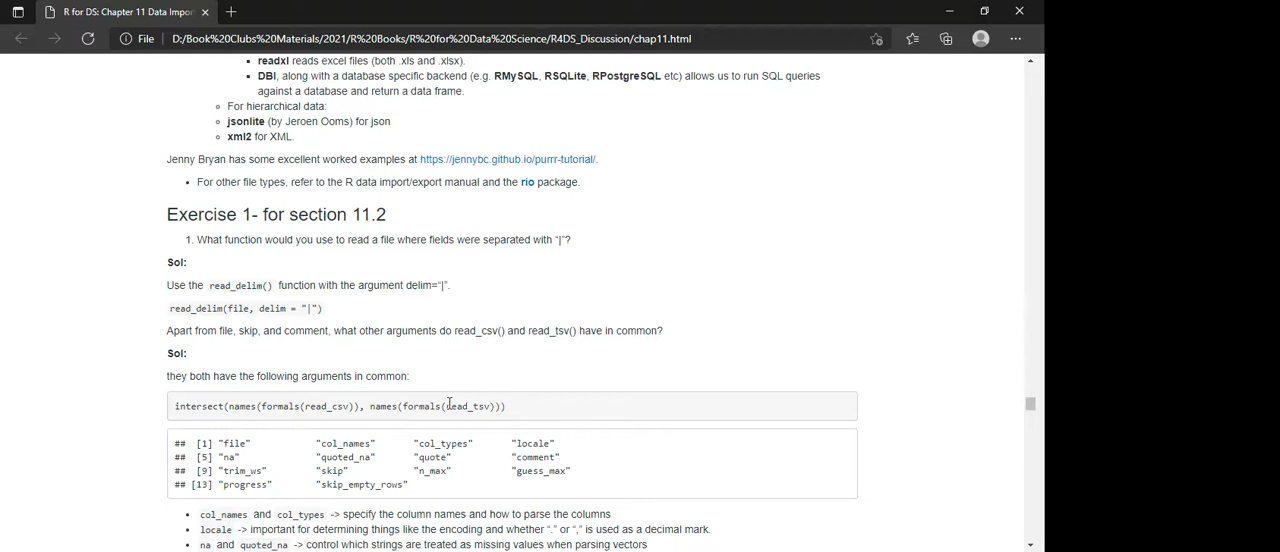 R for DS: Chapter 11 Data Impor
File D:/Book%20Clubs%20Materials/2021/R%20Books/R%20for%20Data%20Science/R4DS_Discussion/chap11.html
readxl reads excel files (both .xls and .xlsx).
DBI, along with a database specific backend (e.g. RMySQL, RSQLite, RPostgreSQL etc) allows us to run SQL queries
against a database and return a data frame.
For hierarchical data:
jsonlite (by Jeroen Ooms) for json
xml2 for XML.
Jenny Bryan has some excellent worked examples at https://jennybc.github.io/purrr-tutorial/.
For other file types, refer to the R data import/export manual and the rio package.
Exercise 1- for section 11.2
1. What function would you use to read a file where fields were separated with “|”?
Sol:
Use the read_delim() function with the argument delim=“|”.
read_delim(file, delim = "|")
Apart from file, skip, and comment, what other arguments do read_csv() and read_tsv() have in common?
Sol:
they both have the following arguments in common:
intersect(names(formals(read_csv)), names(formals(read_tsv)))
## [1] "file" "col_names" "col_types" "locale"
## [5] "na" "quoted_na" "quote" "comment"
## [9] "trim_ws" "skip" "n_max" "guess_max"
## [13] "progress" "skip_empty_rows"
col_names and col_types -> specify the column names and how to parse the columns
locale -> important for determining things like the encoding and whether “.” or “,” is used as a decimal mark.
na and quoted_na -> control which strings are treated as missing values when parsing vectors